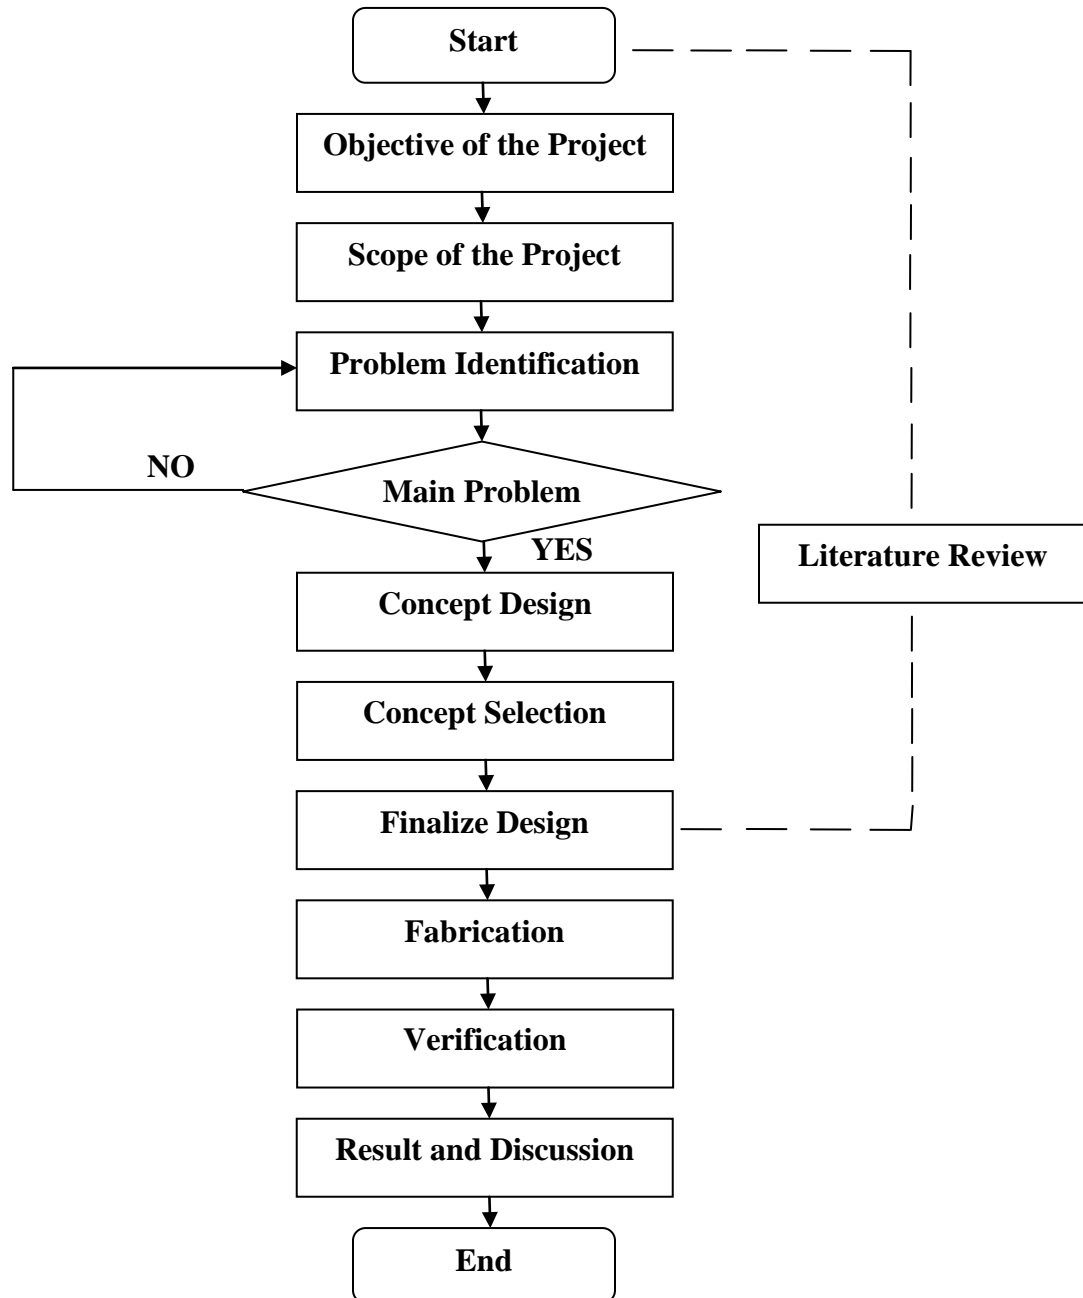 Start
Objective of the Project
Scope of the Project
Problem Identification
NO
Main Problem
YES
Literature Review
Concept Design
Concept Selection
Finalize Design
Fabrication
Verification
Result and Discussion
End